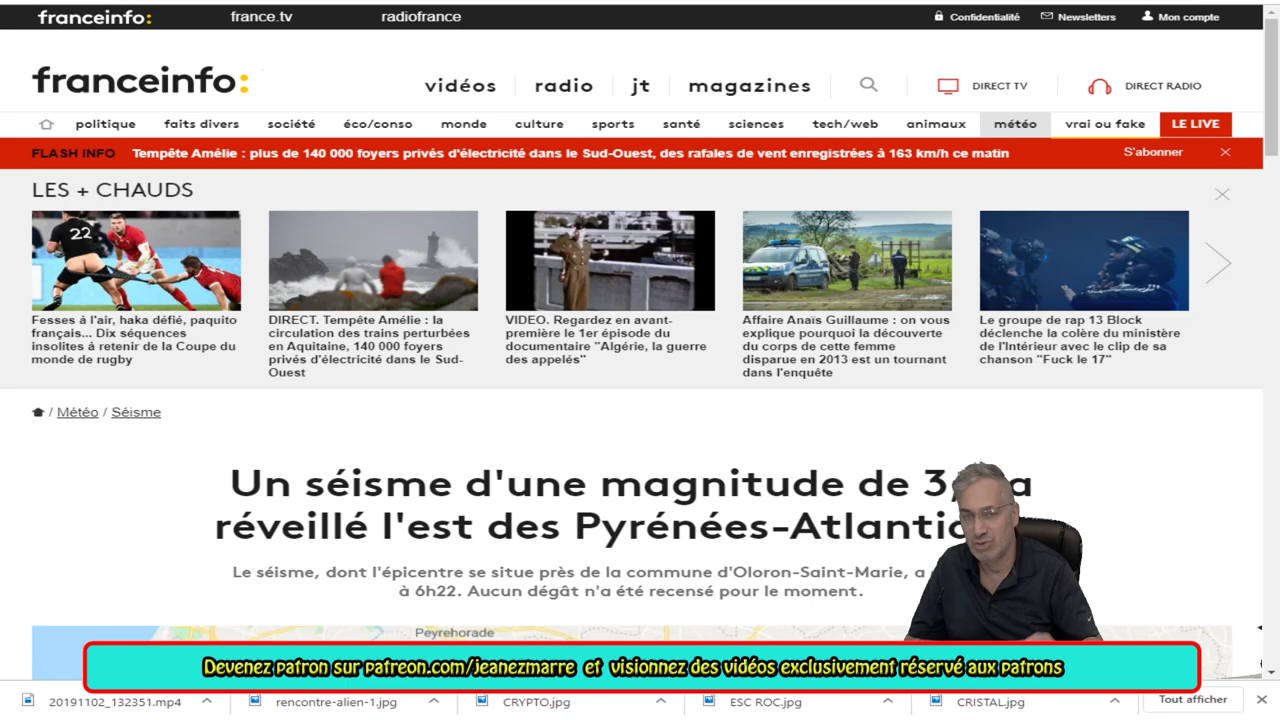 franceinfo: france.tv radiofrance Confidentialité Newsletters Mon compte
franceinfo: vidéos radio jt magazines DIRECT TV DIRECT RADIO
politique faits divers société éco/conso monde culture sports santé sciences tech/web animaux météo vrai ou fake LE LIVE
FLASH INFO Tempête Amélie : plus de 140 000 foyers privés d'électricité dans le Sud-Ouest, des rafales de vent enregistrées à 163 km/h ce matin S'abonner
LES + CHAUDS
22
Fesses à l'air, haka défié, paquito
français... Dix séquences
insolites à retenir de la Coupe du
monde de rugby
DIRECT. Tempête Amélie : la
circulation des trains perturbées
en Aquitaine, 140 000 foyers
privés d'électricité dans le Sud-
Ouest
VIDEO. Regardez en avant-
première le 1er épisode du
documentaire "Algérie, la guerre
des appelés"
Affaire Anaïs Guillaume : on vous
explique pourquoi la découverte
du corps de cette femme
disparue en 2013 est un tournant
dans l'enquête
Le groupe de rap 13 Block
déclenche la colère du ministère
de l'Intérieur avec le clip de sa
chanson "Fuck le 17"
/ Météo / Séisme
Un séisme d'une magnitude de 3, a
réveillé l'est des Pyrénées-Atlantic
Le séisme, dont l'épicentre se situe près de la commune d'Oloron-Saint-Marie, a
à 6h22. Aucun dégât n'a été recensé pour le moment.
Peyrehorade
Devenez patron sur patreon.com/jeanezmarre et visionnez des vidéos exclusivement réservé aux patrons
20191102_132351.mp4 rencontre-alien-1.jpg CRYPTO.jpg ESC ROC.jpg CRISTAL.jpg Tout afficher